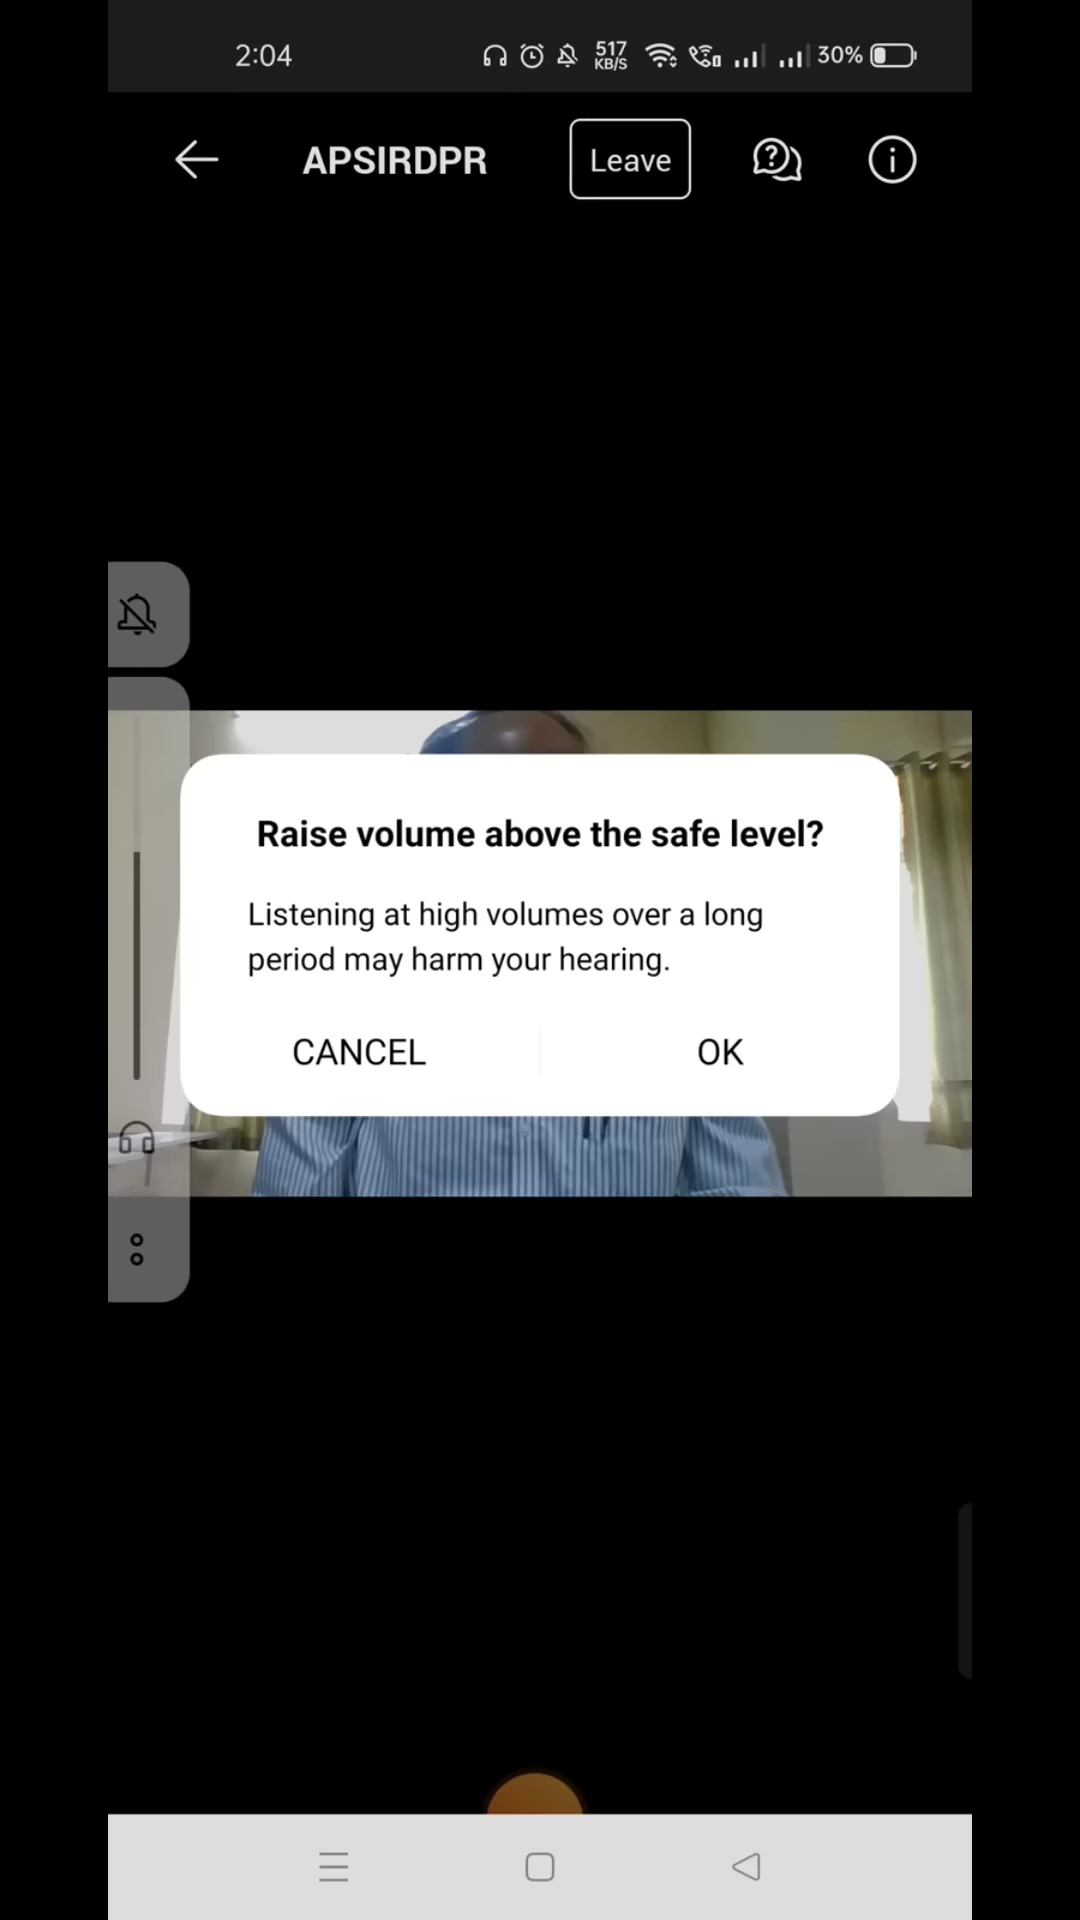 2:04 517 KB/S 30%
APSIRDPR Leave
Raise volume above the safe level?
Listening at high volumes over a long
period may harm your hearing.
CANCEL OK